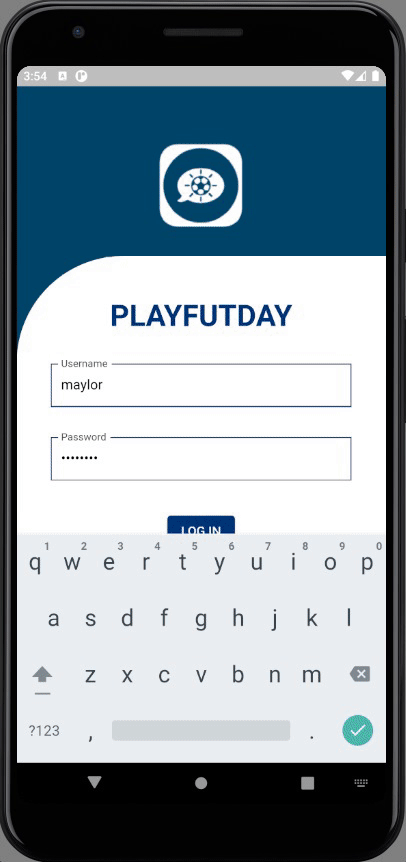 3:54
PLAYFUTDAY
Username
maylor
Password
••••••••
LOG IN
1 2 3 4 5 6 7 8 9 0
q w e r t y u i o p
a s d f g h j k l
z x c v b n m
?123 , .